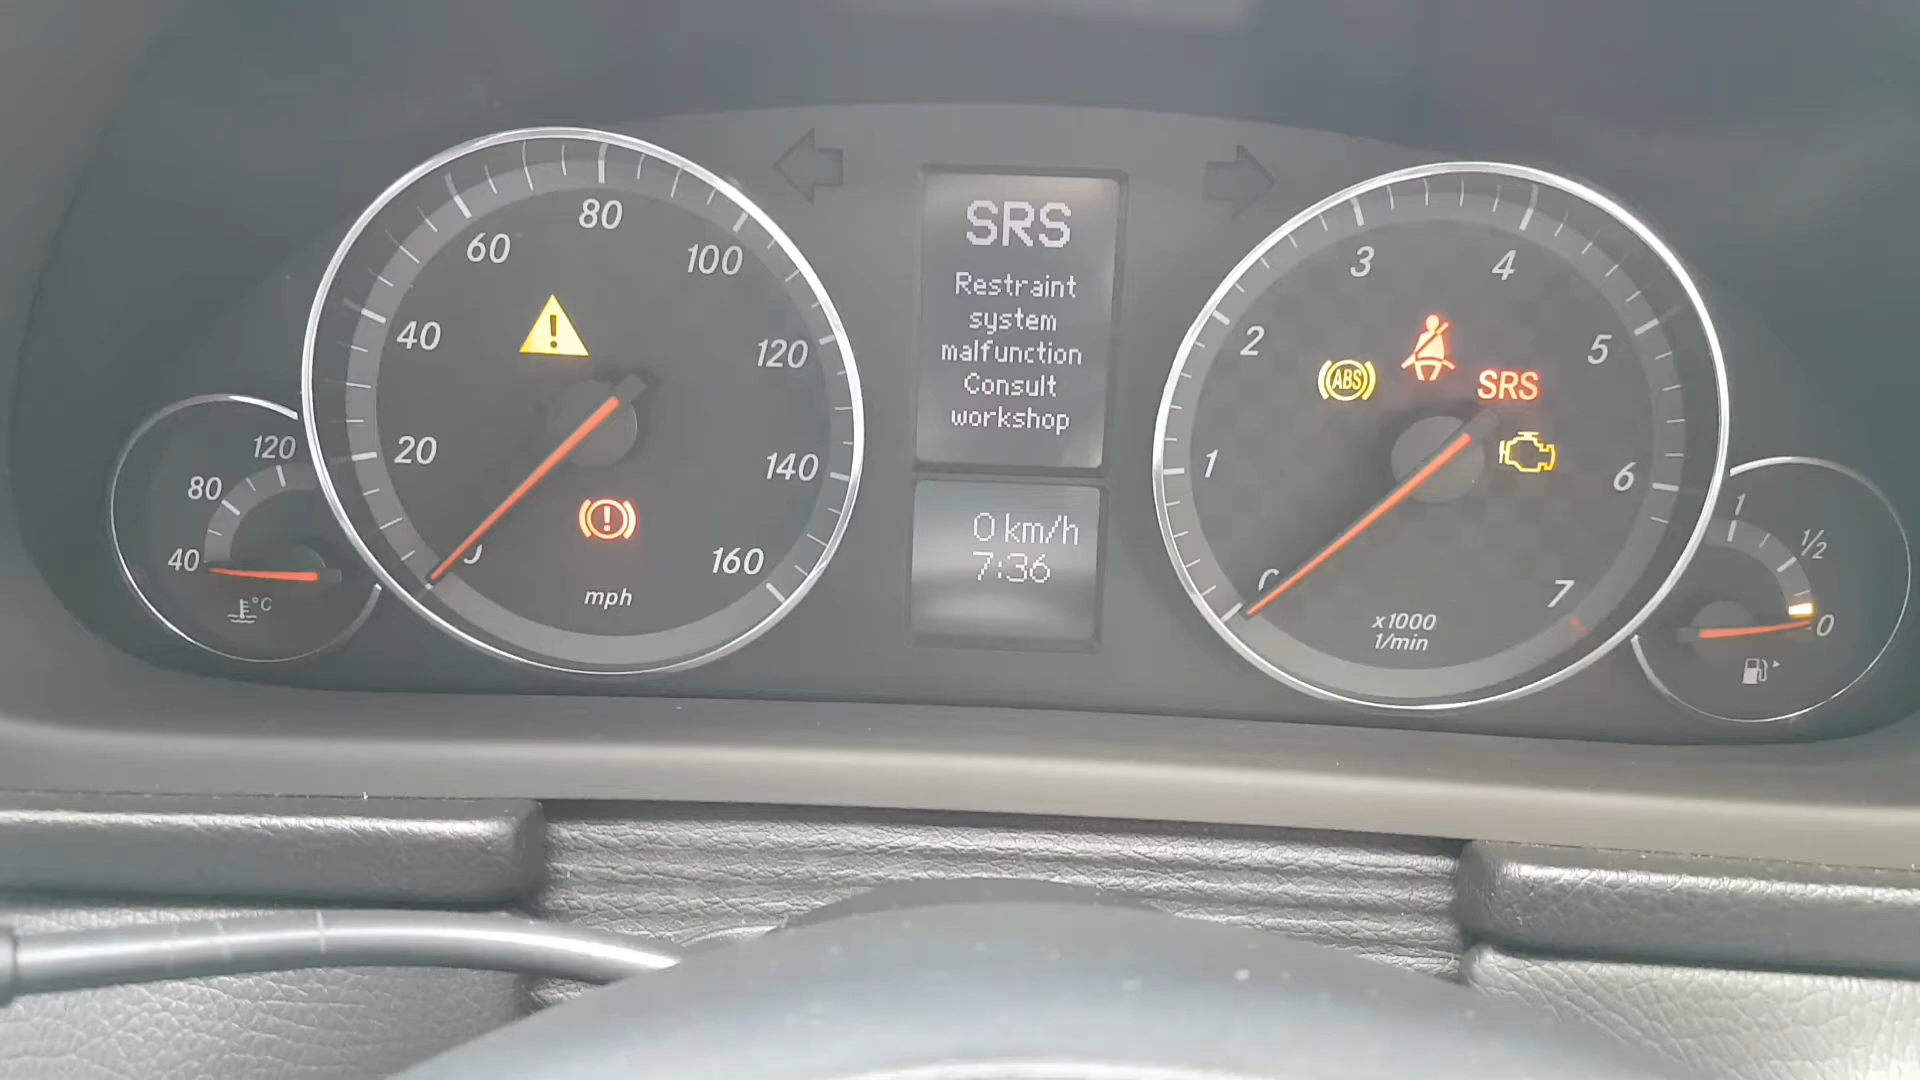 120
80
40
°C
80
60
100
40
120
20
140
160
mph
SRS
Restraint
system
malfunction
Consult
workshop
0 km/h
7:36
3
4
2
5
ABS
SRS
1
6
7
x1000
1/min
1
1/2
0